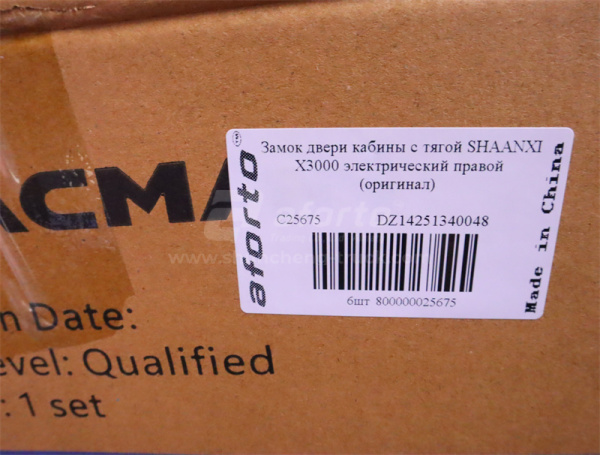 ACMA
n Date:
evel: Qualified
: 1 set
aforto
Замок двери кабины с тягой SHAANXI
X3000 электрический правой
(оригинал)
C25675 DZ14251340048
6шт 800000025675
Made in China